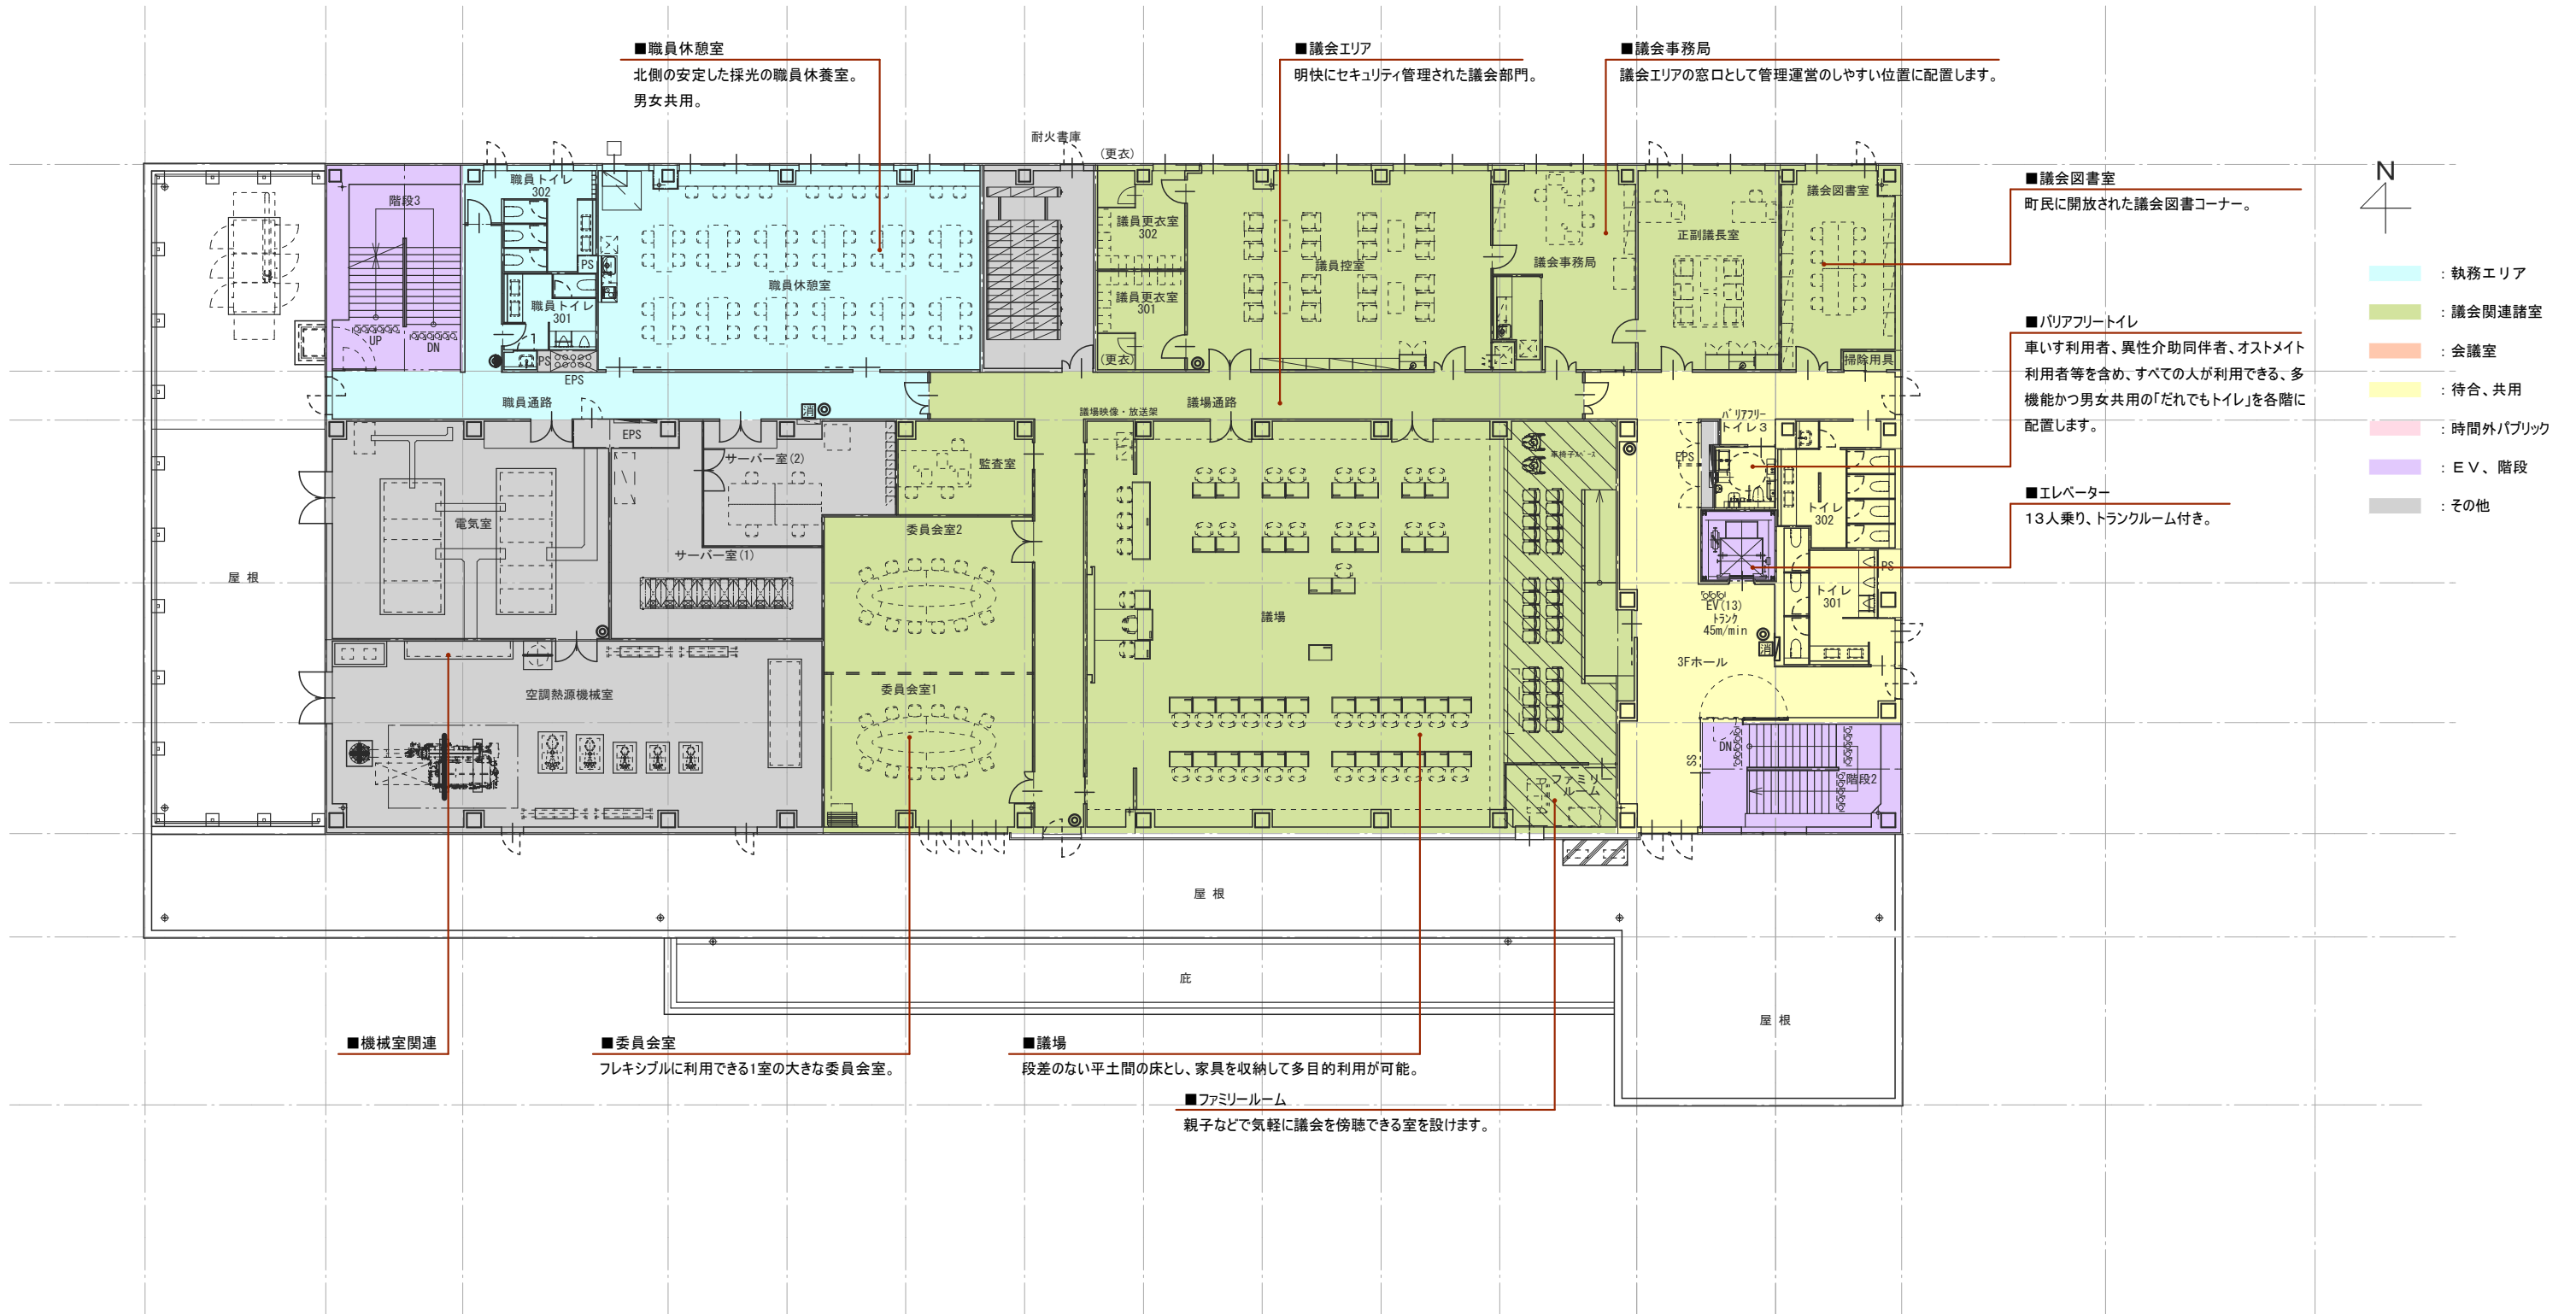 ■職員休憩室
北側の安定した採光の職員休養室。
男女共用。
■議会エリア
明快にセキュリティ管理された議会部門。
■議会事務局
議会エリアの窓口として管理運営のしやすい位置に配置します。
耐火書庫
(更衣)
N
■議会図書室
町民に開放された議会図書コーナー。
職員トイレ
302
階段3
議員更衣室
302
正副議長室
議会図書室
PS
職員休憩室
議員控室
議会事務局
：執務エリア
職員トイレ
301
議員更衣室
301
：議会関連諸室
■バリアフリートイレ
車いす利用者、異性介助同伴者、オストメイト
利用者等を含め、すべての人が利用できる、多
機能かつ男女共用の「だれでもトイレ」を各階に
配置します。
：会議室
：待合、共用
：時間外パブリック
：ＥＶ、階段
：その他
UP
DN
PS
EPS
(更衣)
掃除用具
職員通路
消
議場通路
議場映像・放送架
バリアフリー
トイレ3
EPS
サーバー室(2)
監査室
車椅子スペース
EPS
■エレベーター
13人乗り、トランクルーム付き。
電気室
委員会室2
トイレ
302
サーバー室(1)
屋 根
PS
トイレ
301
EV(13)
トランク
45m/min
議場
消
3Fホール
空調熱源機械室
委員会室1
DN
SS
階段2
ファミリー
ルーム
屋 根
庇
屋 根
■機械室関連
■委員会室
フレキシブルに利用できる1室の大きな委員会室。
■議場
段差のない平土間の床とし、家具を収納して多目的利用が可能。
■ファミリールーム
親子などで気軽に議会を傍聴できる室を設けます。